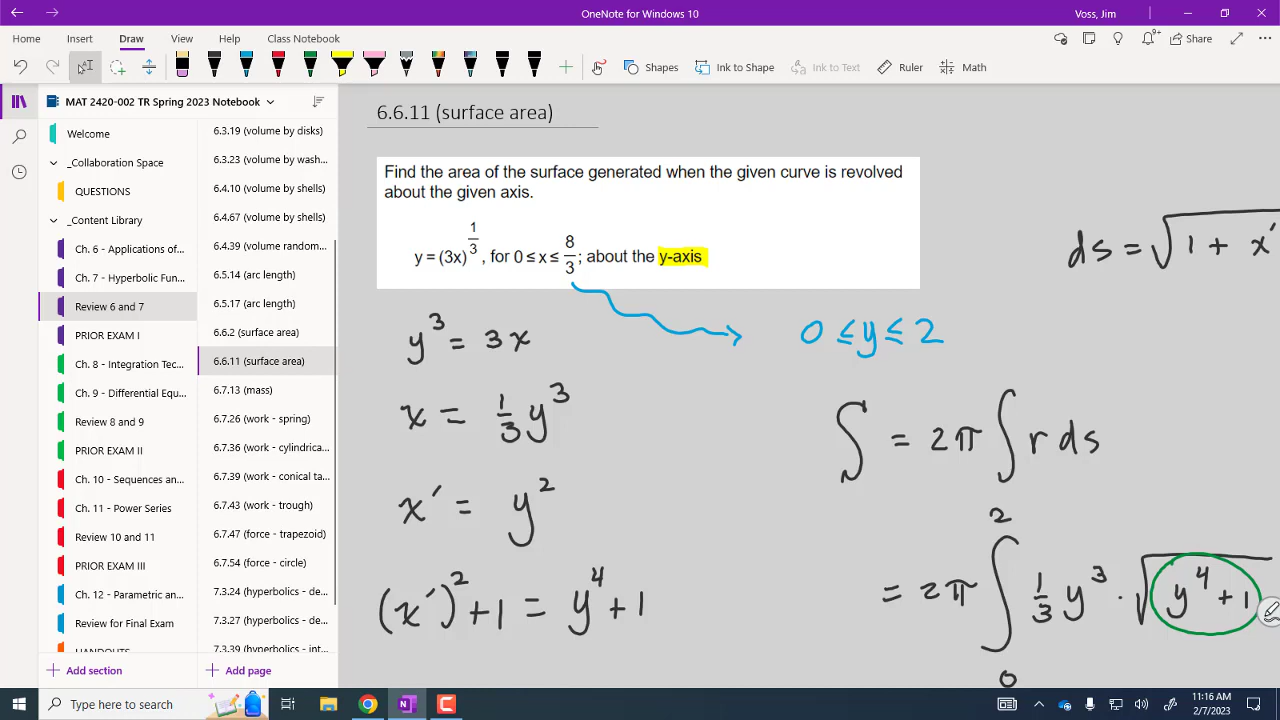 OneNote for Windows 10
Voss, Jim
Home Insert Draw View Help Class Notebook Share
Shapes Ink to Shape Ink to Text Ruler Math
MAT 2420-002 TR Spring 2023 Notebook
Welcome
_Collaboration Space
QUESTIONS
_Content Library
Ch. 6 - Applications of...
Ch. 7 - Hyperbolic Fun...
Review 6 and 7
PRIOR EXAM I
Ch. 8 - Integration Tec...
Ch. 9 - Differential Equ...
Review 8 and 9
PRIOR EXAM II
Ch. 10 - Sequences an...
Ch. 11 - Power Series
Review 10 and 11
PRIOR EXAM III
Ch. 12 - Parametric an...
Review for Final Exam
HANDOUTS
Add section
6.3.19 (volume by disks)
6.3.23 (volume by wash...
6.4.10 (volume by shells)
6.4.67 (volume by shells)
6.4.39 (volume random...
6.5.14 (arc length)
6.5.17 (arc length)
6.6.2 (surface area)
6.6.11 (surface area)
6.7.13 (mass)
6.7.26 (work - spring)
6.7.36 (work - cylindrica...
6.7.39 (work - conical ta...
6.7.43 (work - trough)
6.7.47 (force - trapezoid)
6.7.54 (force - circle)
7.3.24 (hyperbolics - de...
7.3.28 (hyperbolics - de...
7.3.39 (hyperbolics - int...
Add page
6.6.11 (surface area)
Find the area of the surface generated when the given curve is revolved
about the given axis.
y = (3x)^(1/3), for 0 ≤ x ≤ 8/3; about the y-axis
y³ = 3x
x = 1/3 y³
x′ = y²
(x′)² + 1 = y⁴ + 1
ds = √(1 + x′
0 ≤ y ≤ 2
S = 2π ∫ r ds
= 2π ∫₀² 1/3 y³ · √(y⁴ + 1
Type here to search
11:16 AM
2/7/2023